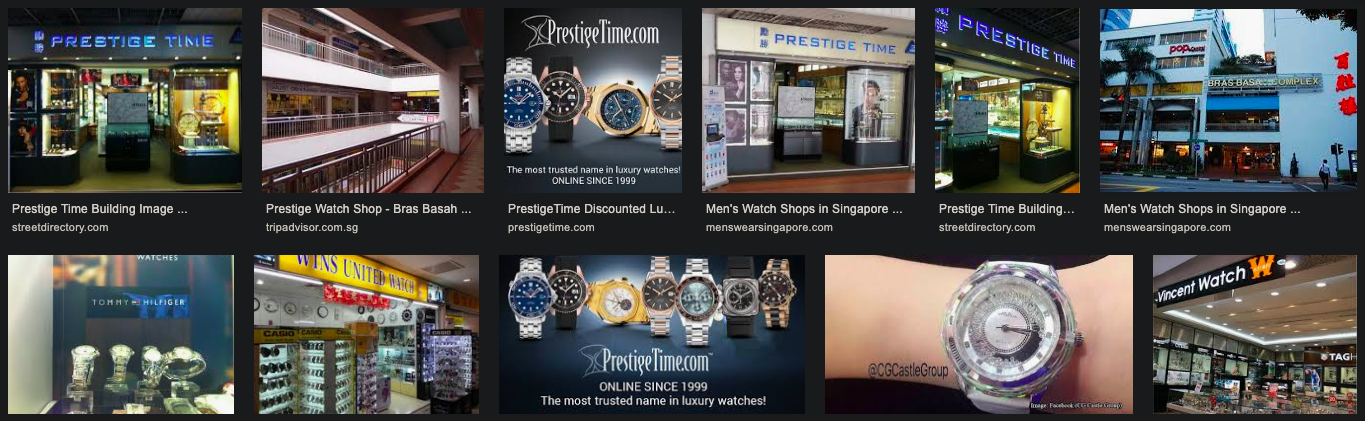 PRESTIGE TIME
PrestigeTime.com
The most trusted name in luxury watches!
ONLINE SINCE 1999
PRESTIGE TIME
PRESTIGE TIME
POPULAR
BRAS BASAH COMPLEX
百勝樓
Prestige Time Building Image ...
streetdirectory.com
Prestige Watch Shop - Bras Basah ...
tripadvisor.com.sg
PrestigeTime Discounted Lu...
prestigetime.com
Men's Watch Shops in Singapore ...
menswearsingapore.com
Prestige Time Building...
streetdirectory.com
Men's Watch Shops in Singapore ...
menswearsingapore.com
WATCHES
TOMMY HILFIGER
WINS UNITED WATCH
CASIO
CASIO
PrestigeTime.com
ONLINE SINCE 1999
The most trusted name in luxury watches!
@CGCastleGroup
Image: Facebook (CG Castle Group)
Vincent Watch W
TAGH